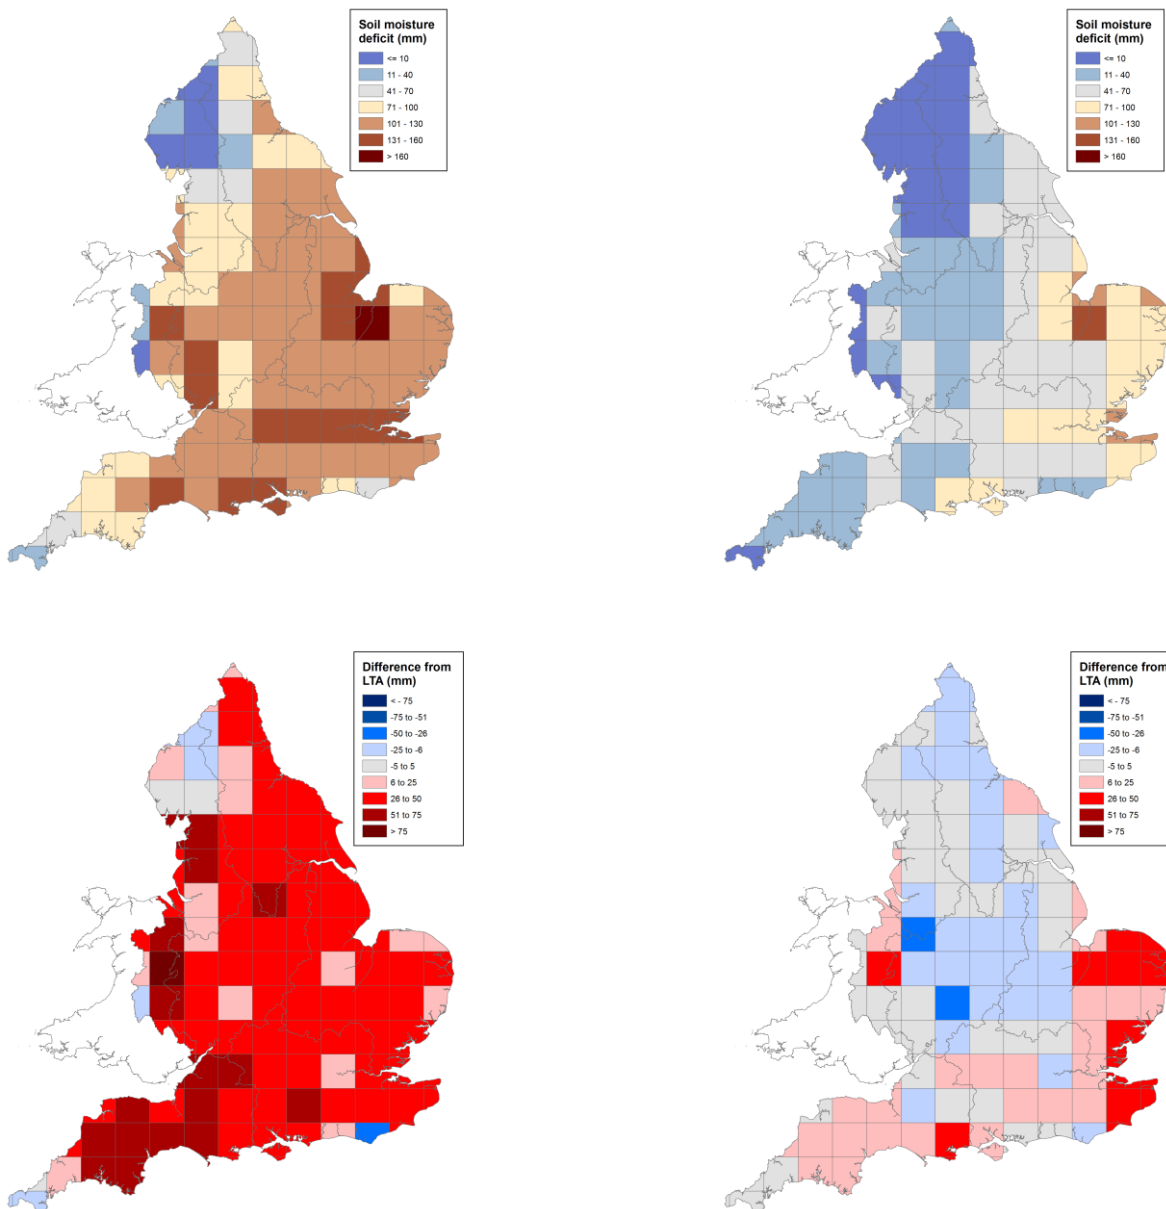 Soil moisture
deficit (mm)
<= 10
11 - 40
41 - 70
71 - 100
101 - 130
131 - 160
> 160
Soil moisture
deficit (mm)
<= 10
11 - 40
41 - 70
71 - 100
101 - 130
131 - 160
> 160
Difference from
LTA (mm)
< - 75
-75 to -51
-50 to -26
-25 to -6
-5 to 5
6 to 25
26 to 50
51 to 75
> 75
Difference from
LTA (mm)
< - 75
-75 to -51
-50 to -26
-25 to -6
-5 to 5
6 to 25
26 to 50
51 to 75
> 75